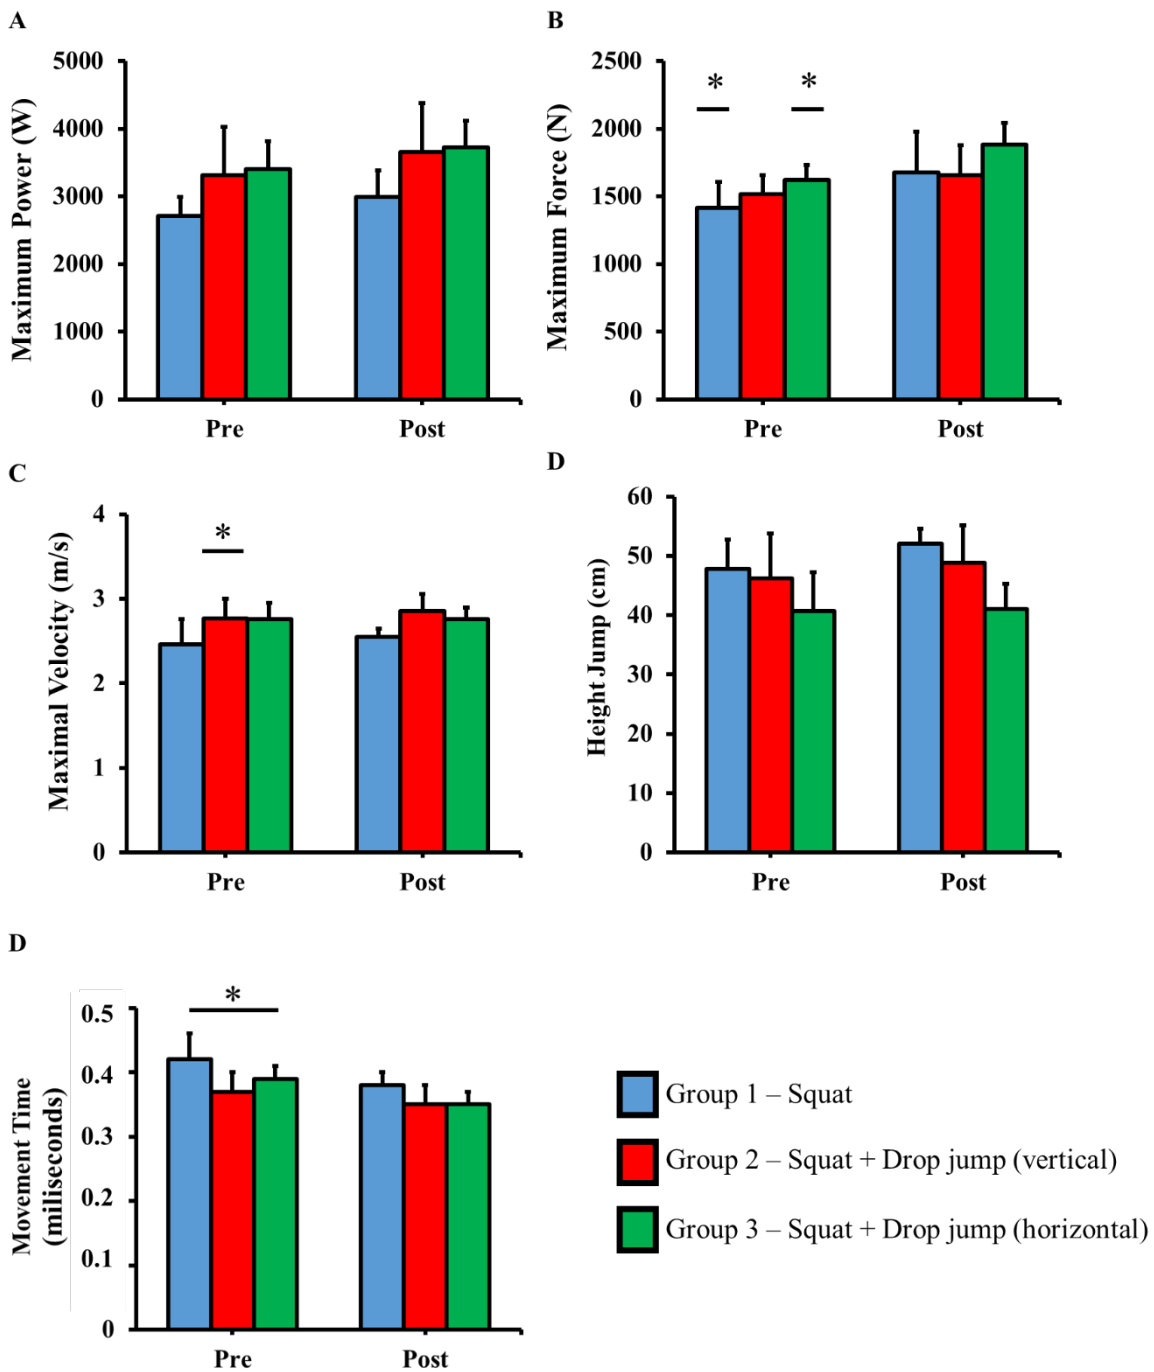 A
Maximum Power (W)
5000
4000
3000
2000
1000
0
Pre
Post
B
Maximum Force (N)
2500
2000
1500
1000
500
0
*
*
Pre
Post
C
Maximal Velocity (m/s)
4
3
2
1
0
*
Pre
Post
D
Height Jump (cm)
60
50
40
30
20
10
0
Pre
Post
D
Movement Time
(miliseconds)
0.5
0.4
0.3
0.2
0.1
0
*
Pre
Post
Group 1 – Squat
Group 2 – Squat + Drop jump (vertical)
Group 3 – Squat + Drop jump (horizontal)